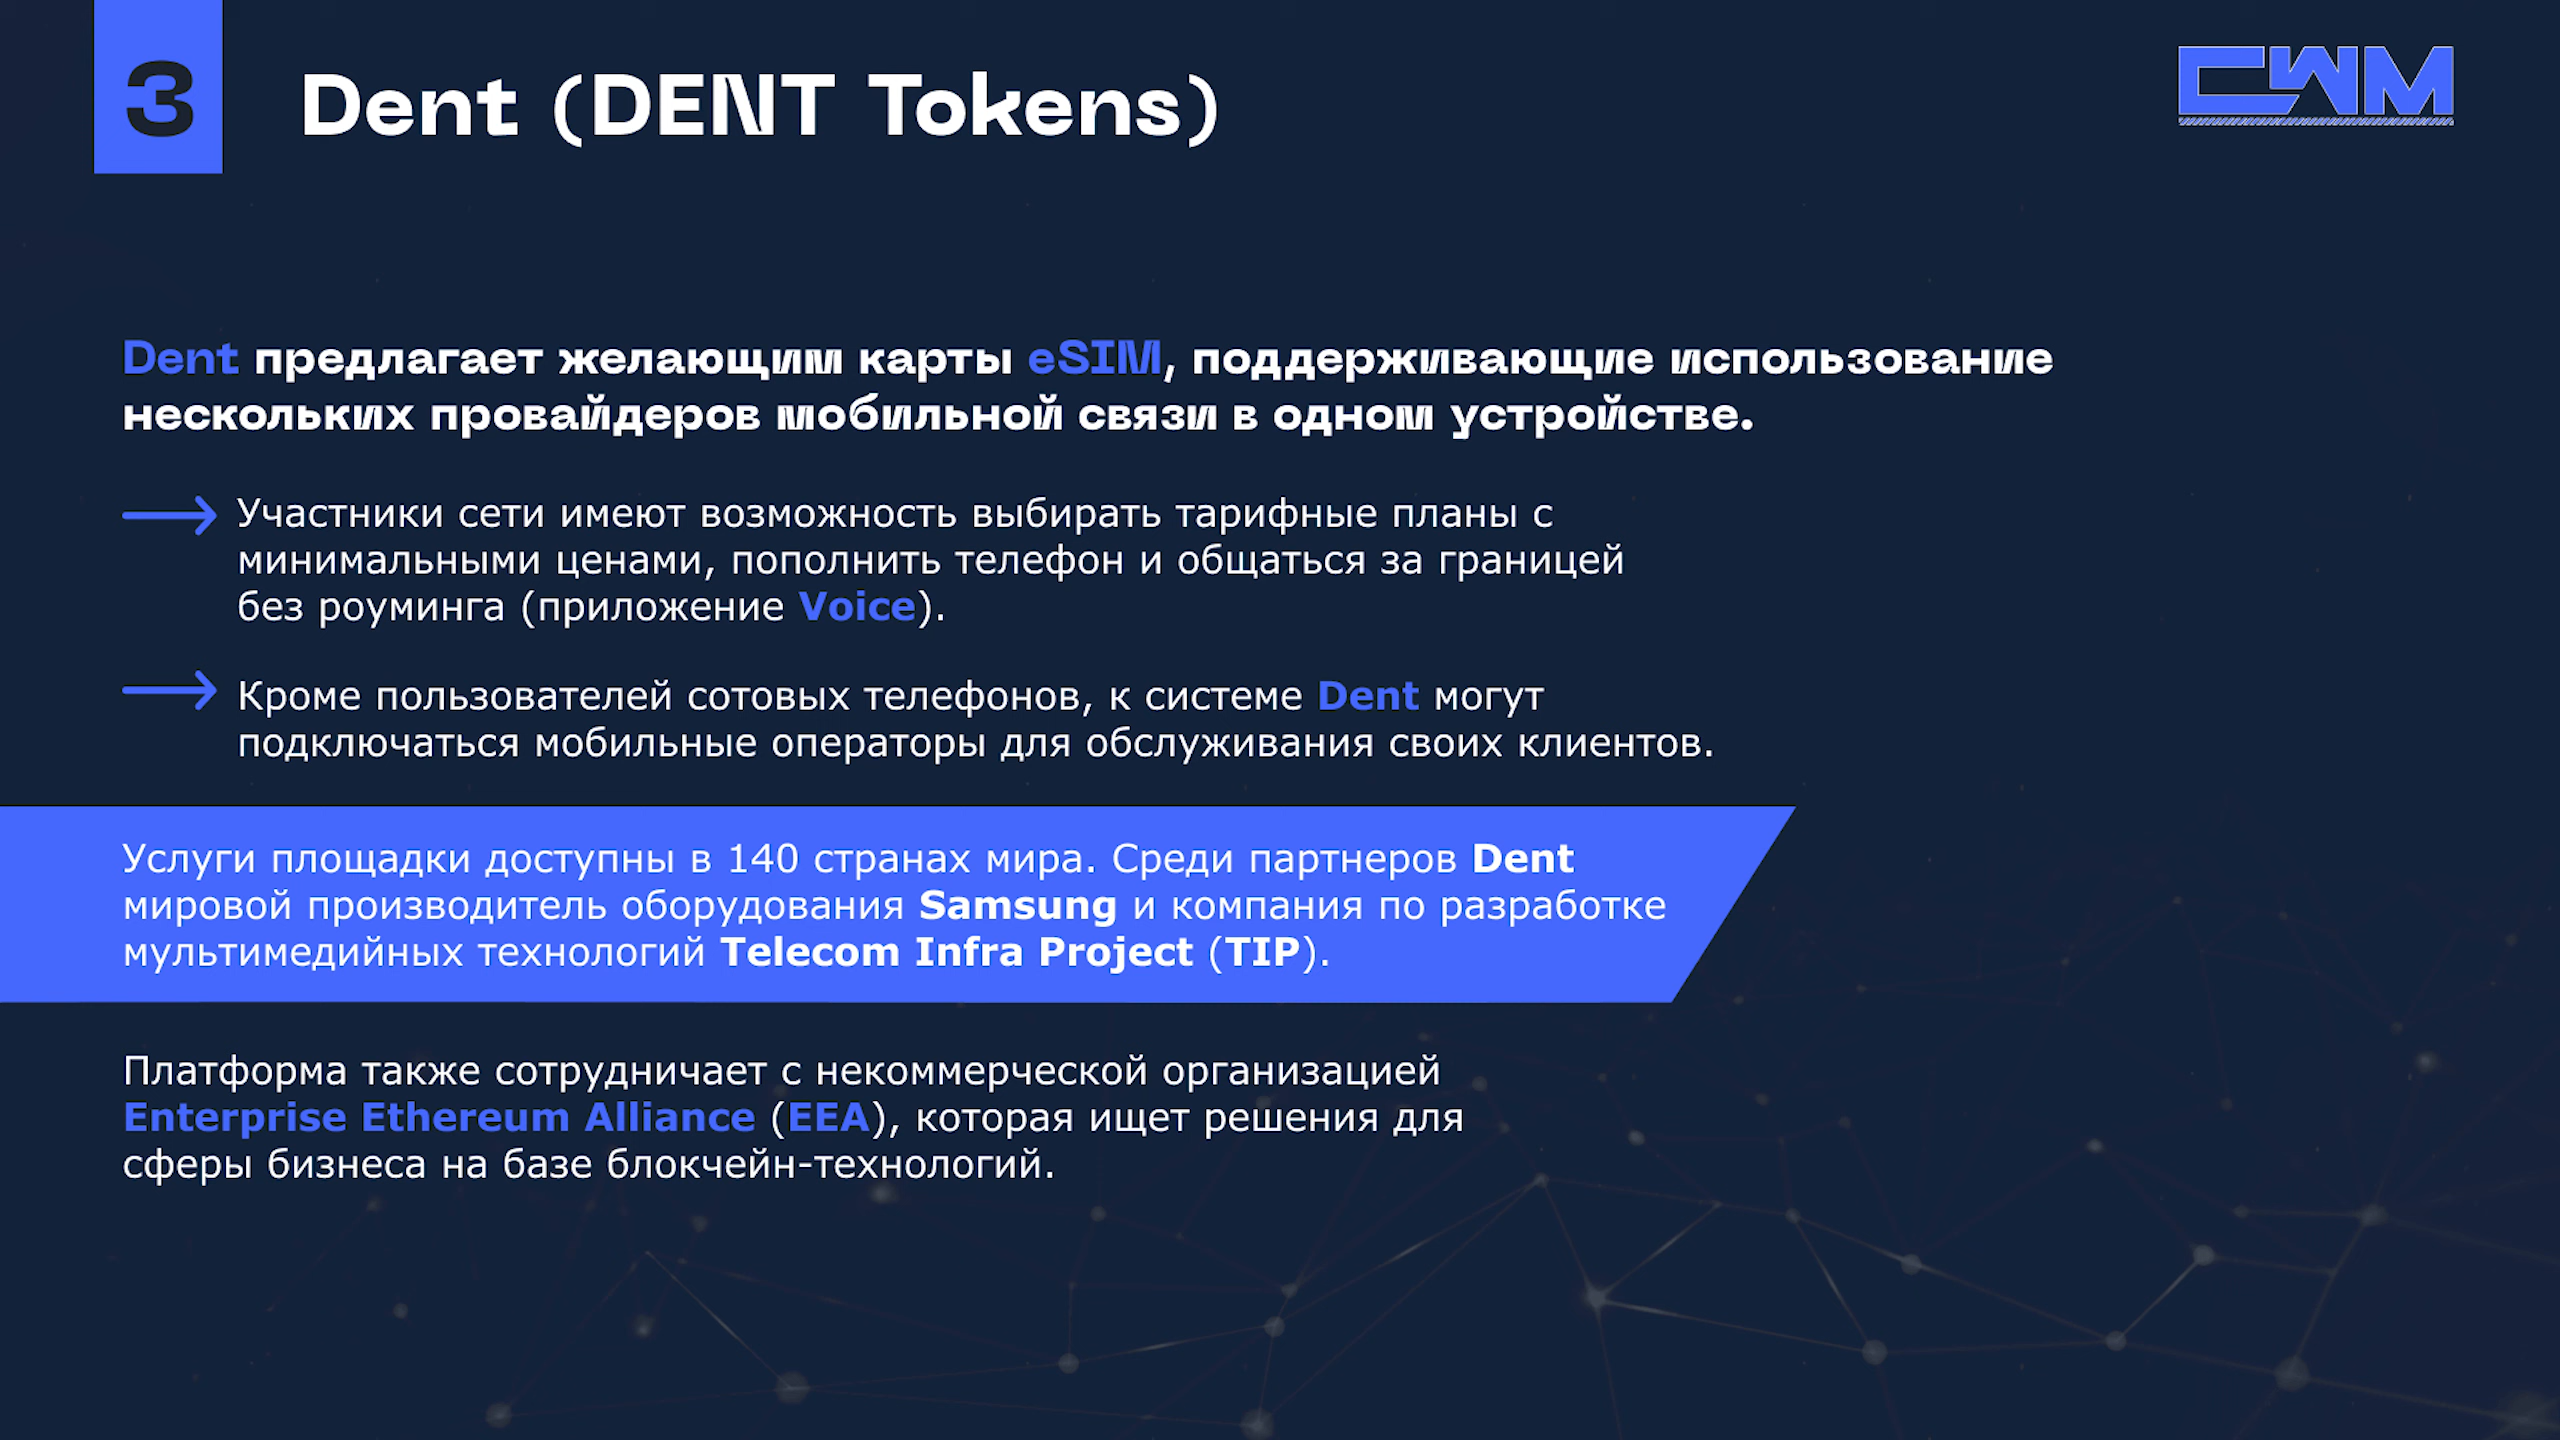 3
Dent (DENT Tokens)
CWM
Dent предлагает желающим карты eSIM, поддерживающие использование
нескольких провайдеров мобильной связи в одном устройстве.
Участники сети имеют возможность выбирать тарифные планы с
минимальными ценами, пополнить телефон и общаться за границей
без роуминга (приложение Voice).
Кроме пользователей сотовых телефонов, к системе Dent могут
подключаться мобильные операторы для обслуживания своих клиентов.
Услуги площадки доступны в 140 странах мира. Среди партнеров Dent
мировой производитель оборудования Samsung и компания по разработке
мультимедийных технологий Telecom Infra Project (TIP).
Платформа также сотрудничает с некоммерческой организацией
Enterprise Ethereum Alliance (EEA), которая ищет решения для
сферы бизнеса на базе блокчейн-технологий.